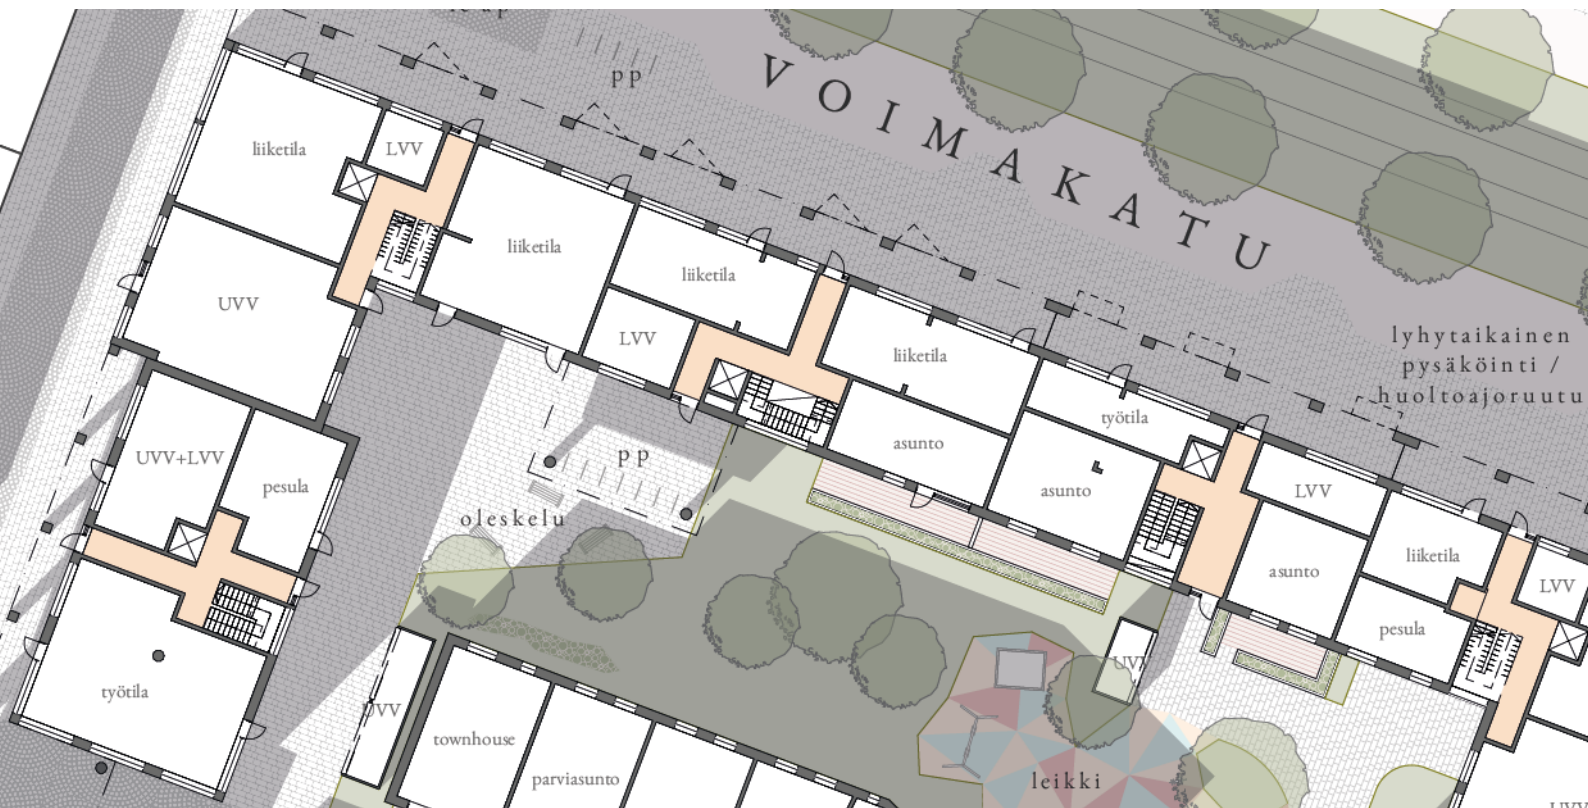 pp
VOIMAKATU
liiketila
LVV
liiketila
liiketila
UVV
LVV
liiketila
lyhytaikainen
pysäköinti /
huoltoajoruutu
työtila
asunto
pp
UVV+LVV
pesula
asunto
LVV
oleskelu
asunto
liiketila
LVV
pesula
työtila
UVV
townhouse
parviasunto
leikki